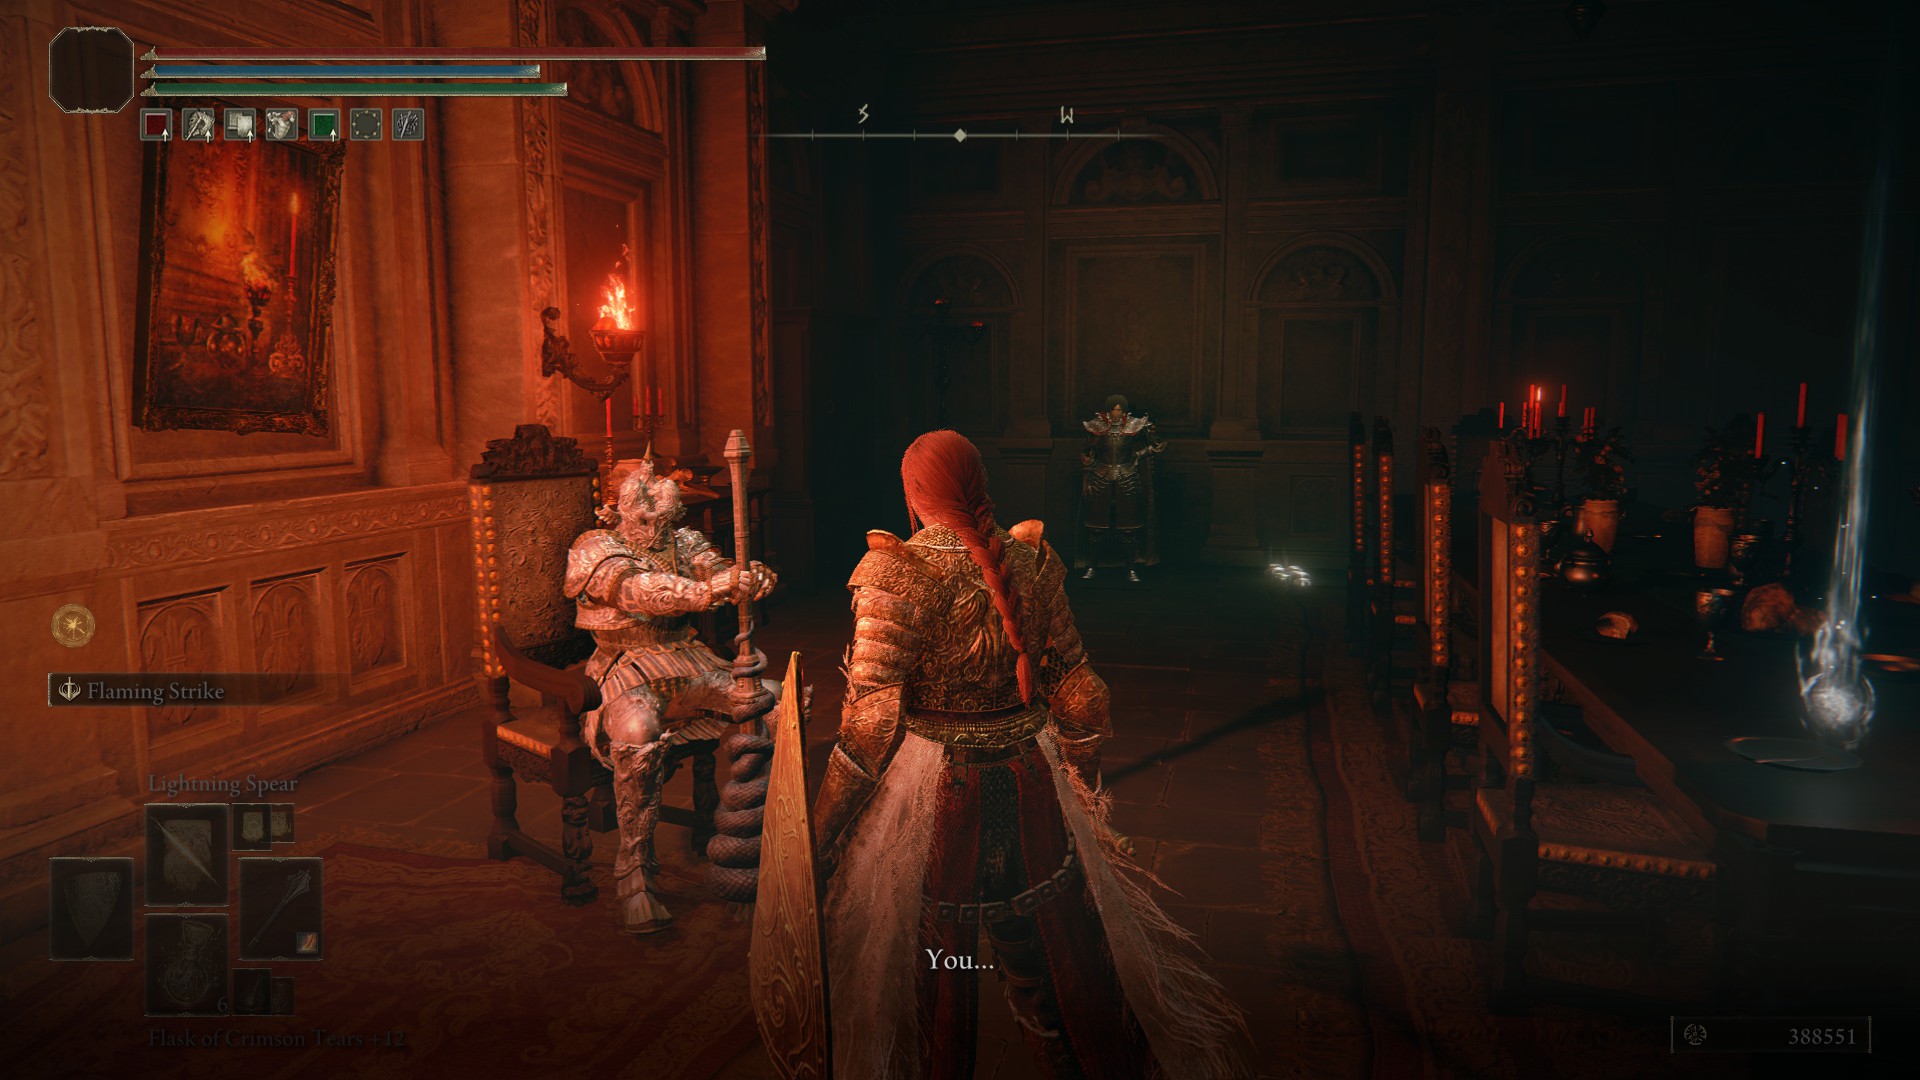 S
W
Flaming Strike
Lightning Spear
6
Flask of Crimson Tears +12
You...
388551